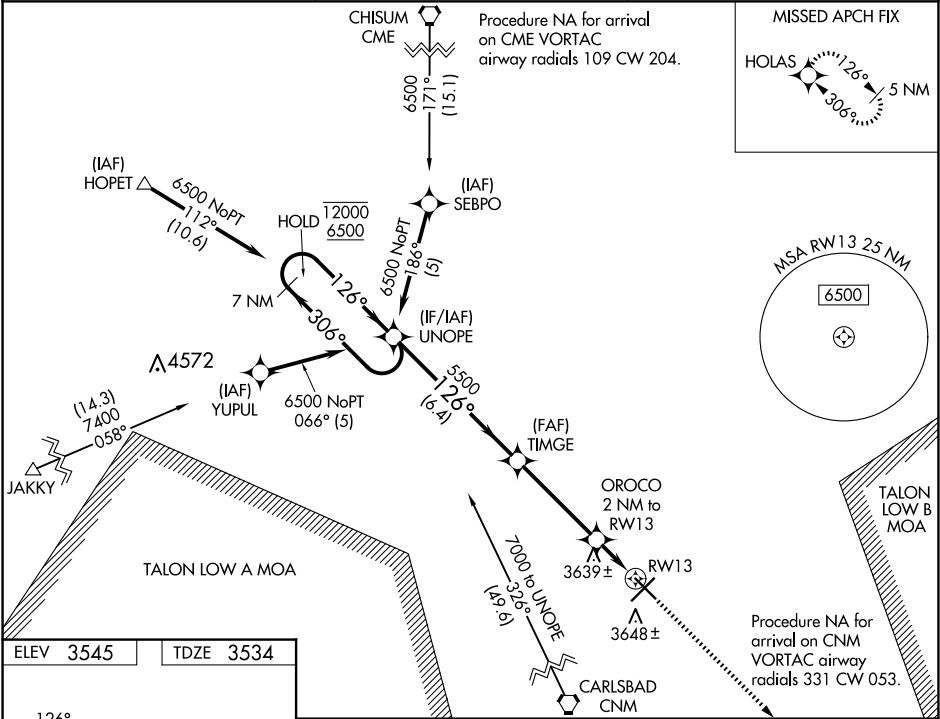 CHISUM
CME
Procedure NA for arrival
on CME VORTAC
airway radials 109 CW 204.
MISSED APCH FIX
HOLAS
126°
306°
5 NM
6500
171°
(15.1)
(IAF)
HOPET
6500 NoPT
112°
(10.6)
HOLD
12000
6500
(IAF)
SEBPO
6500 NoPT
186°
(5)
7 NM
126°
306°
(IF/IAF)
UNOPE
MSA RW13 25 NM
6500
4572
(IAF)
YUPUL
6500 NoPT
066° (5)
5500
126°
(6.4)
(14.3)
7400
058°
JAKKY
(FAF)
TIMGE
OROCO
2 NM to
RW13
TALON
LOW B
MOA
TALON LOW A MOA
7000 to UNOPE
326°
(49.6)
3639±
RW13
3648±
Procedure NA for
arrival on CNM
VORTAC airway
radials 331 CW 053.
CARLSBAD
CNM
ELEV 3545
TDZE 3534
126°